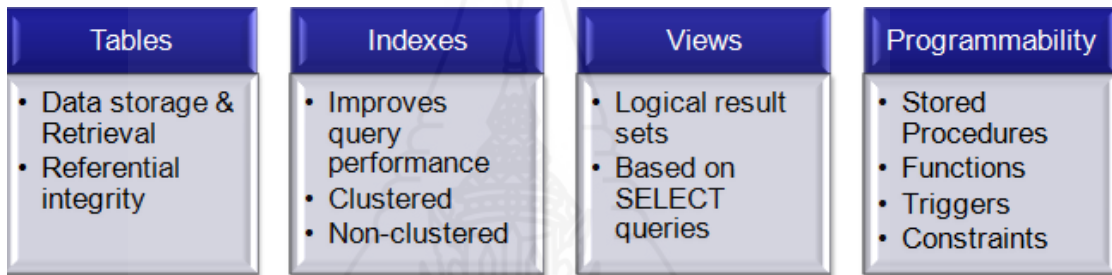 Tables
• Data storage &
Retrieval
• Referential
integrity
Indexes
• Improves
query
performance
• Clustered
• Non-clustered
Views
• Logical result
sets
• Based on
SELECT
queries
Programmability
• Stored
Procedures
• Functions
• Triggers
• Constraints